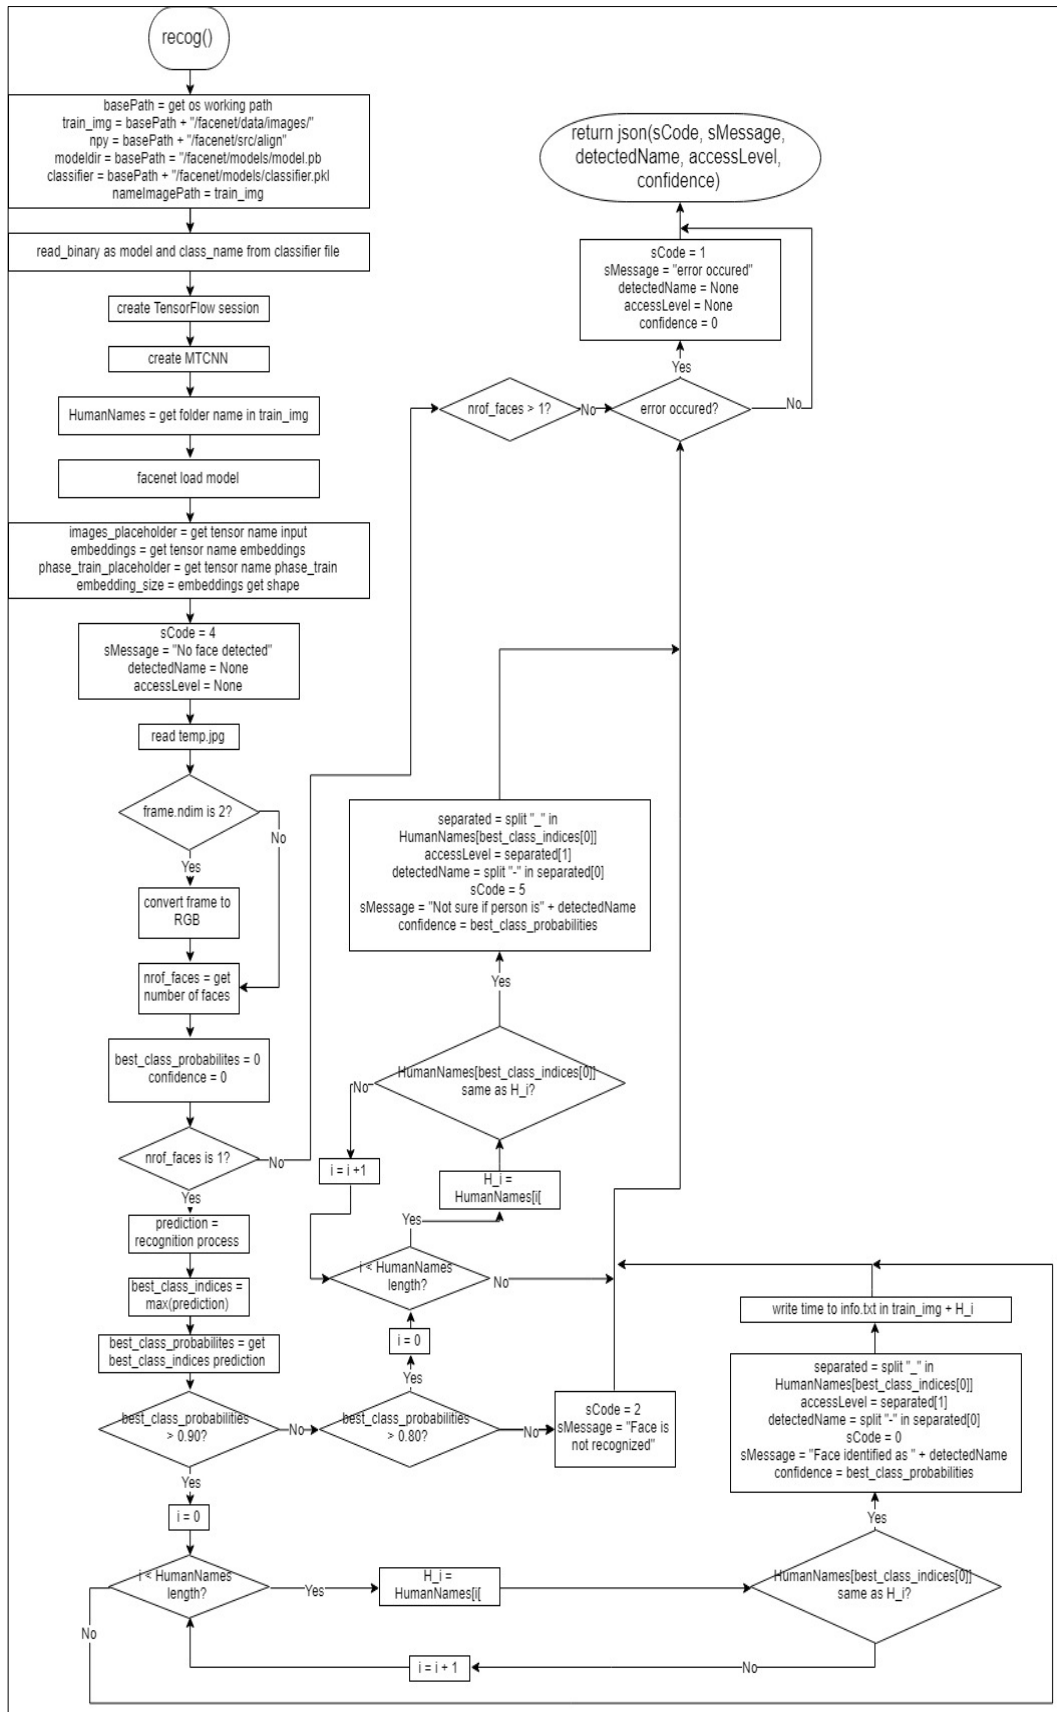 recog()
basePath = get os working path
train_img = basePath + "/facenet/data/images/"
npy = basePath + "/facenet/src/align"
modeldir = basePath = "/facenet/models/model.pb
classifier = basePath + "/facenet/models/classifier.pkl
nameImagePath = train_img
read_binary as model and class_name from classifier file
create TensorFlow session
create MTCNN
HumanNames = get folder name in train_img
facenet load model
images_placeholder = get tensor name input
embeddings = get tensor name embeddings
phase_train_placeholder = get tensor name phase_train
embedding_size = embeddings get shape
sCode = 4
sMessage = "No face detected"
detectedName = None
accessLevel = None
read temp.jpg
frame.ndim is 2?
No
Yes
convert frame to
RGB
nrof_faces = get
number of faces
best_class_probabilites = 0
confidence = 0
nrof_faces is 1?
No
Yes
prediction =
recognition process
best_class_indices =
max(prediction)
best_class_probabilites = get
best_class_indices prediction
best_class_probabilities
> 0.90?
No
Yes
i = 0
i < HumanNames
length?
Yes
No
H_i =
HumanNames[i[
HumanNames[best_class_indices[0]]
same as H_i?
No
i = i + 1
Yes
separated = split "_" in
HumanNames[best_class_indices[0]]
accessLevel = separated[1]
detectedName = split "-" in separated[0]
sCode = 0
sMessage = "Face identified as " + detectedName
confidence = best_class_probabilities
write time to info.txt in train_img + H_i
best_class_probabilities
> 0.80?
No
sCode = 2
sMessage = "Face is
not recognized"
Yes
i = 0
i < HumanNames
length?
No
Yes
H_i =
HumanNames[i[
HumanNames[best_class_indices[0]]
same as H_i?
No
i = i +1
Yes
separated = split "_" in
HumanNames[best_class_indices[0]]
accessLevel = separated[1]
detectedName = split "-" in separated[0]
sCode = 5
sMessage = "Not sure if person is" + detectedName
confidence = best_class_probabilities
nrof_faces > 1?
No
error occured?
No
Yes
sCode = 1
sMessage = "error occured"
detectedName = None
accessLevel = None
confidence = 0
return json(sCode, sMessage,
detectedName, accessLevel,
confidence)